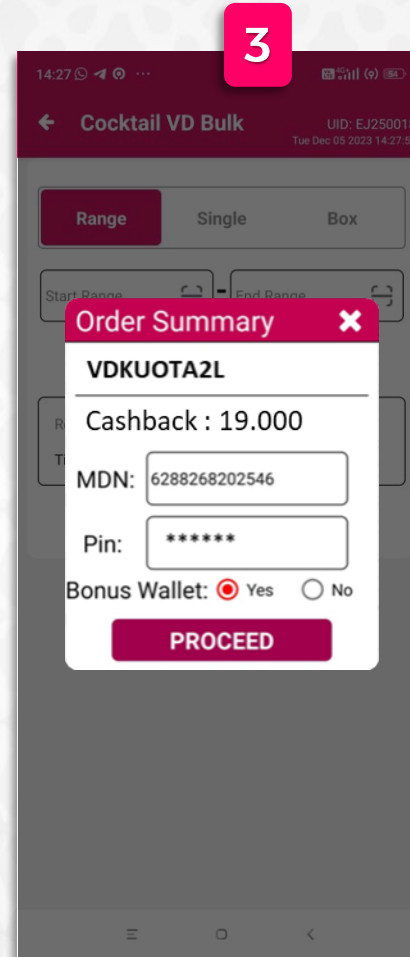 3
14:27
Cocktail VD Bulk
UID: EJ25001
Tue Dec 05 2023 14:27:5
Range Single Box
Start Range - End Range
Order Summary
VDKUOTA2L
Cashback : 19.000
MDN: 6288268202546
Pin: ******
Bonus Wallet: Yes No
PROCEED